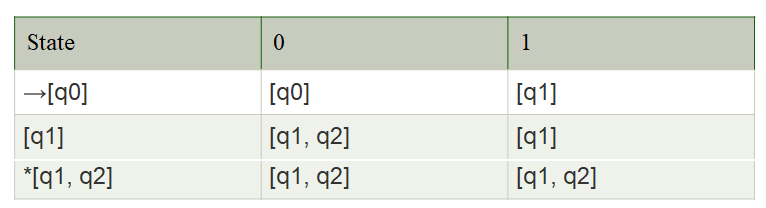 State 0 1
→[q0] [q0] [q1]
[q1] [q1, q2] [q1]
*[q1, q2] [q1, q2] [q1, q2]